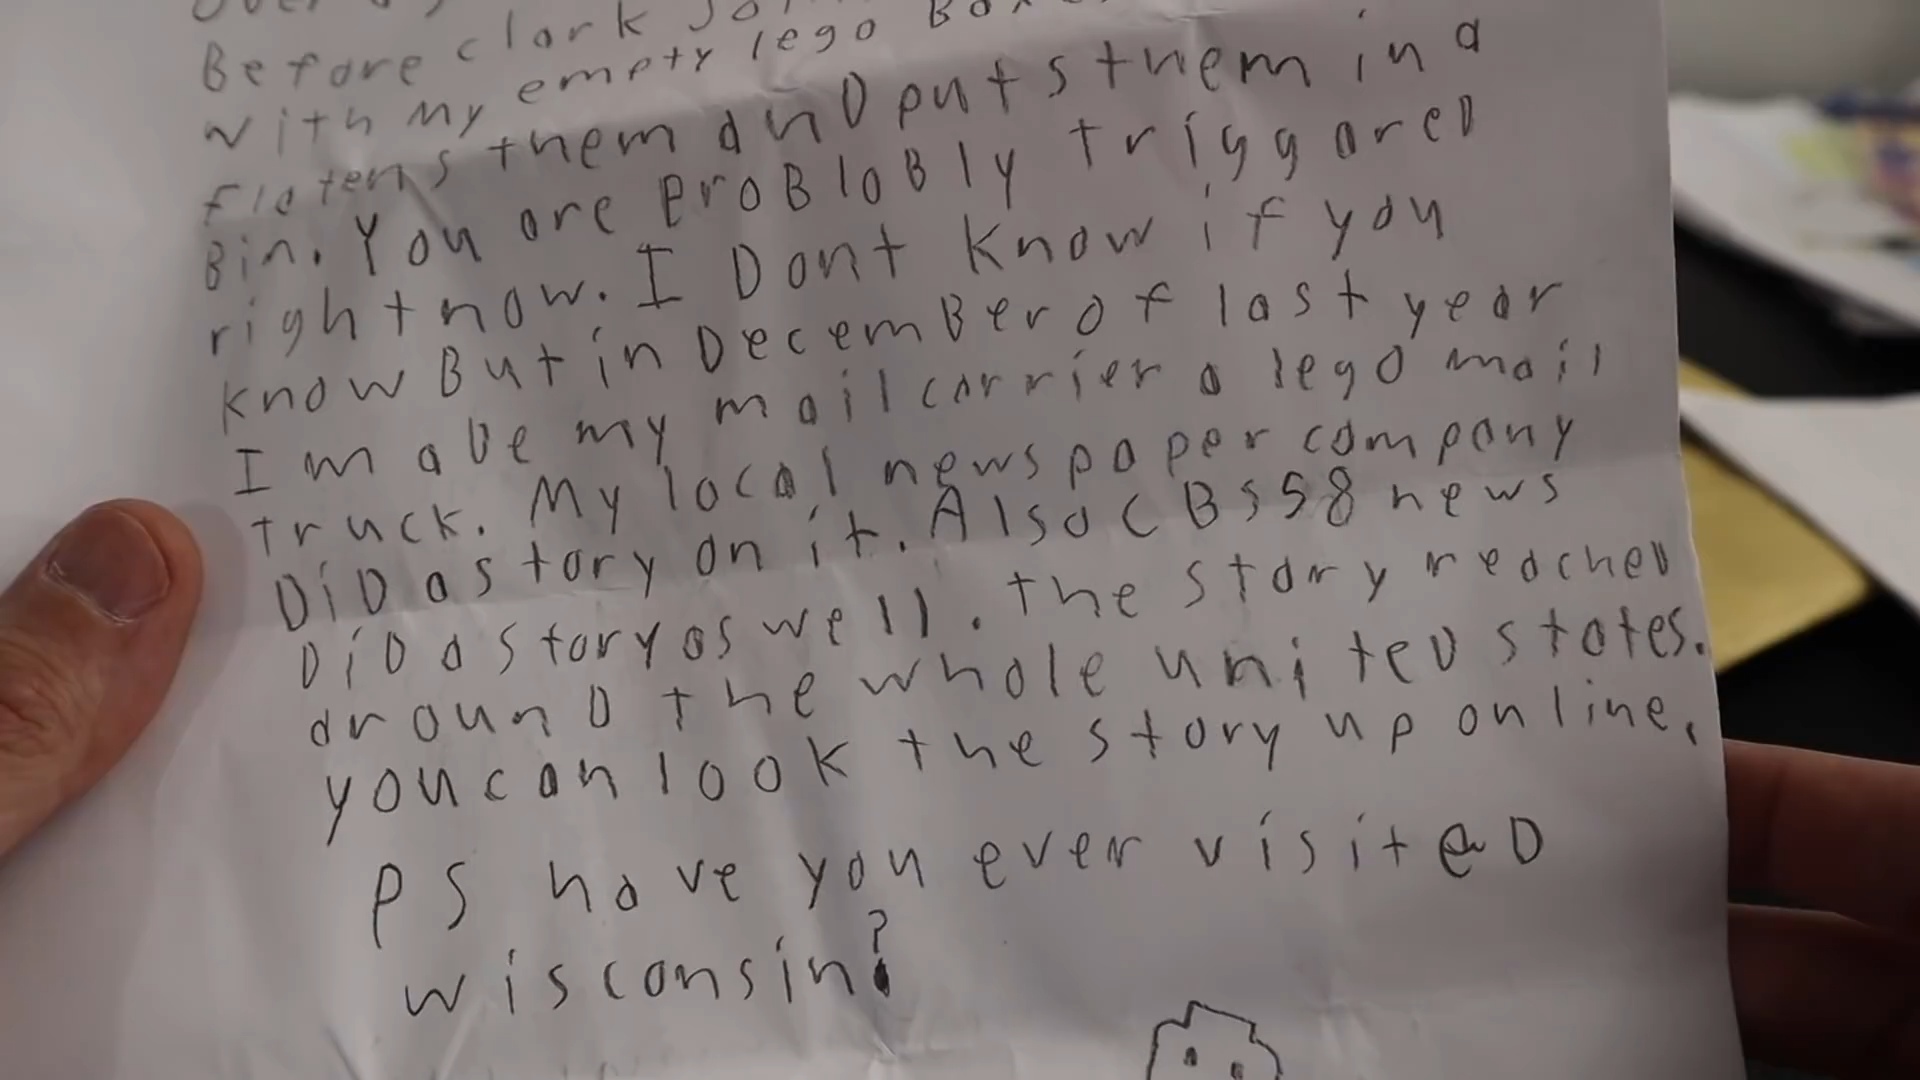 Before clark
with my empty lego
flatens them anD puts them in a
Bin. You are ProBloBly triggareD
right now. I Dont know if you
know But in DecemBer of last year
I maDe my mail carrier a lego mail
truck. My local newspaper company
DiD a story on it. Also CBS58 news
DiD a story as well. the story reacheD
arounD the whole uniteD states.
you can look the story up online.
PS have you ever visiteD
wisconsin?